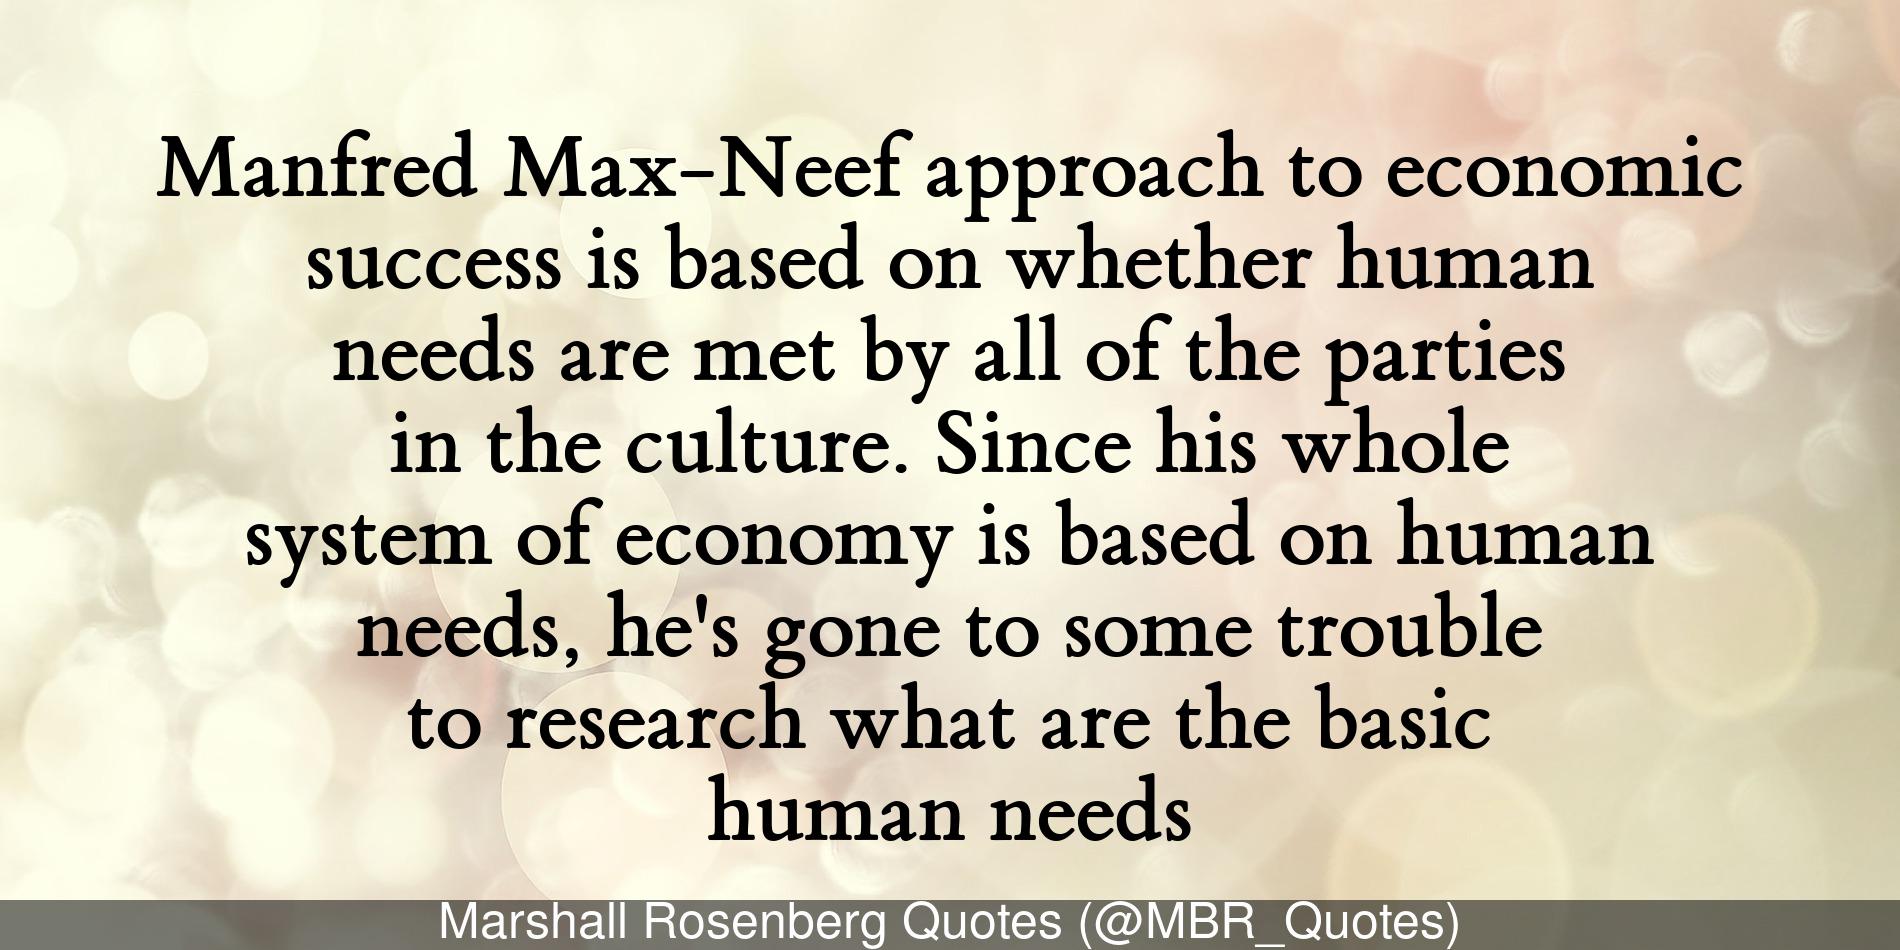 Manfred Max-Neef approach to economic
success is based on whether human
needs are met by all of the parties
in the culture. Since his whole
system of economy is based on human
needs, he's gone to some trouble
to research what are the basic
human needs
Marshall Rosenberg Quotes (@MBR_Quotes)